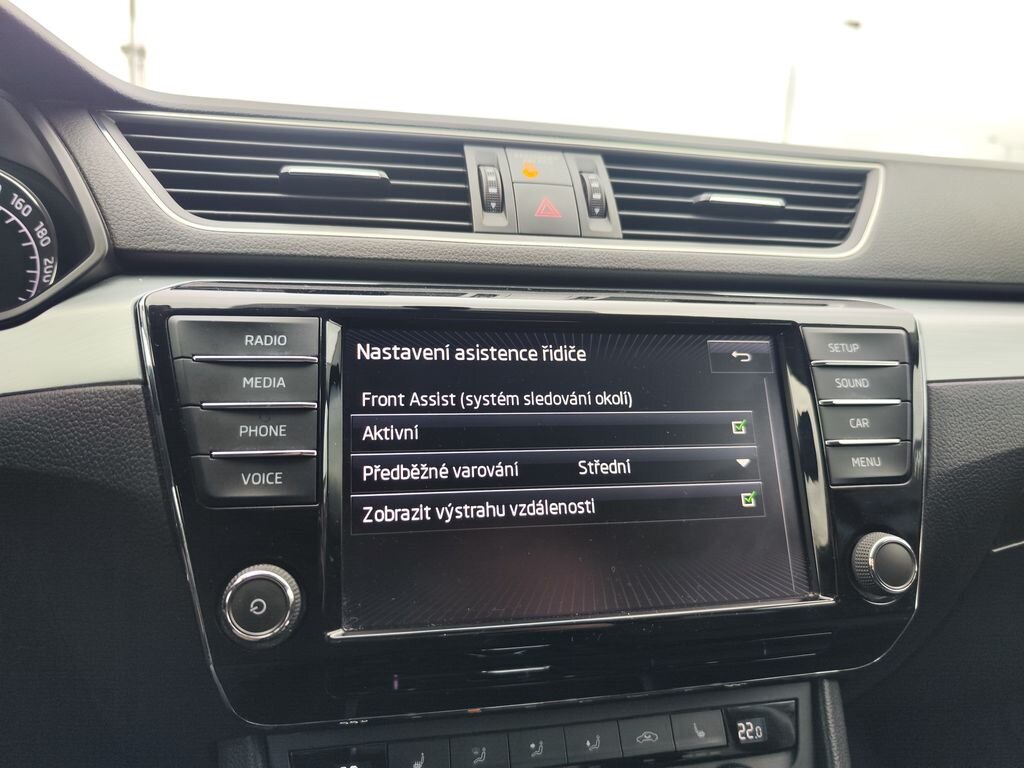 160
180
200
RADIO
MEDIA
PHONE
VOICE
Nastavení asistence řidiče
Front Assist (systém sledování okolí)
Aktivní
Předběžné varování Střední
Zobrazit výstrahu vzdálenosti
SETUP
SOUND
CAR
MENU
22.0